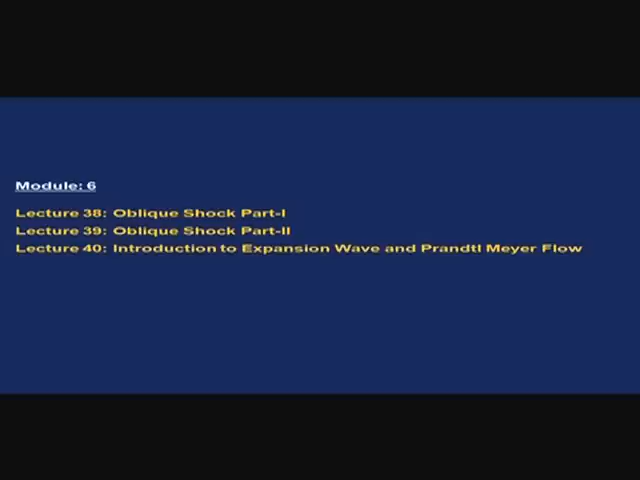 Module: 6
Lecture 38: Oblique Shock Part-I
Lecture 39: Oblique Shock Part-II
Lecture 40: Introduction to Expansion Wave and Prandtl Meyer Flow